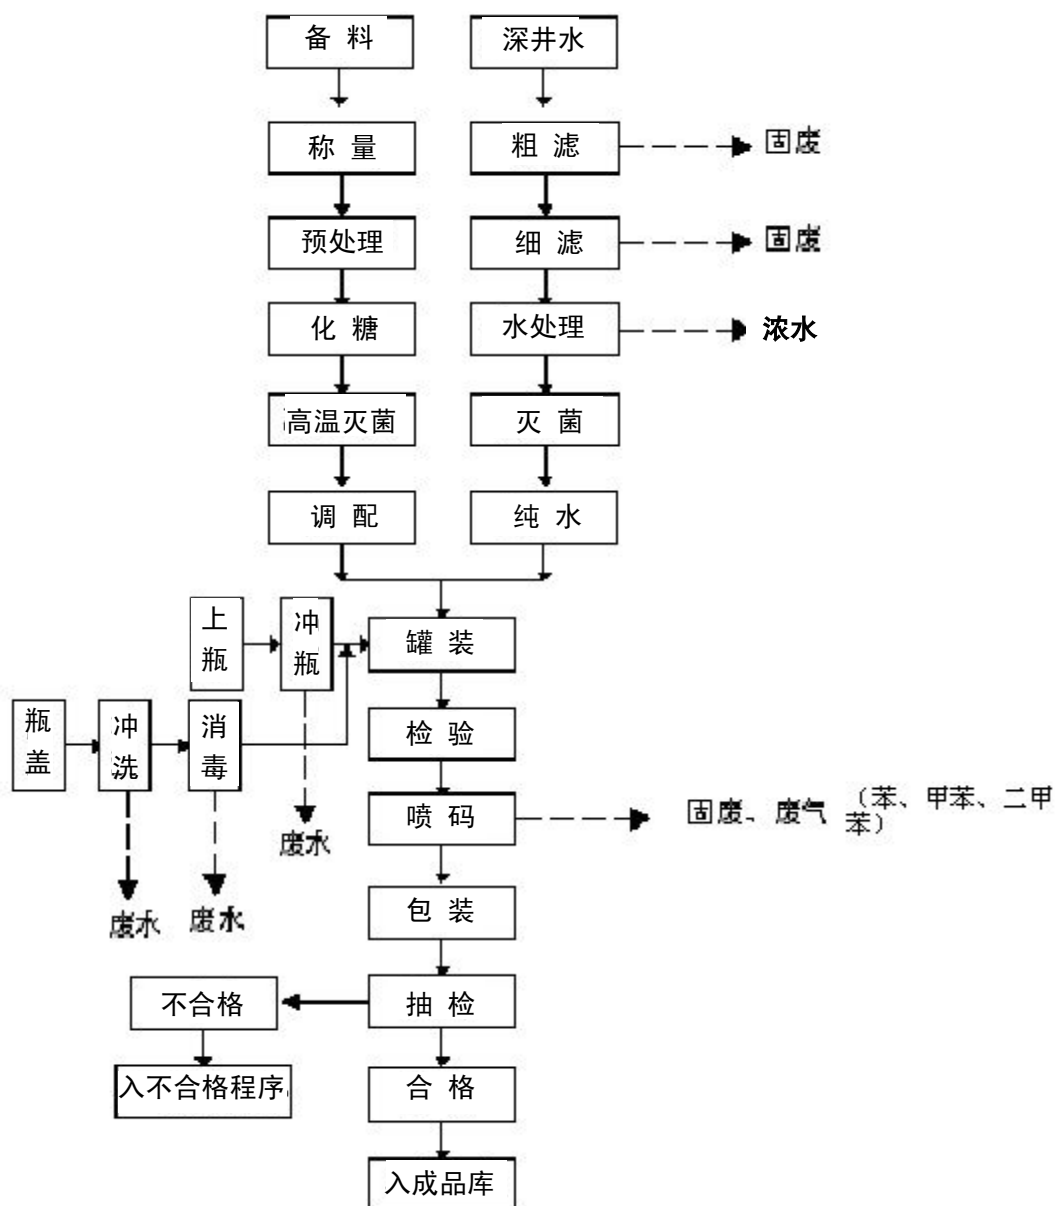 备 料
深井水
称 量
粗 滤
固废
预处理
细 滤
固废
化 糖
水处理
浓水
高温灭菌
灭 菌
调 配
纯 水
上
瓶
冲
瓶
罐 装
瓶
盖
冲
洗
消
毒
检 验
喷 码
固废、废气
(苯、甲苯、二甲
苯)
废水
废水
废水
包 装
不合格
抽 检
入不合格程序
合 格
入成品库